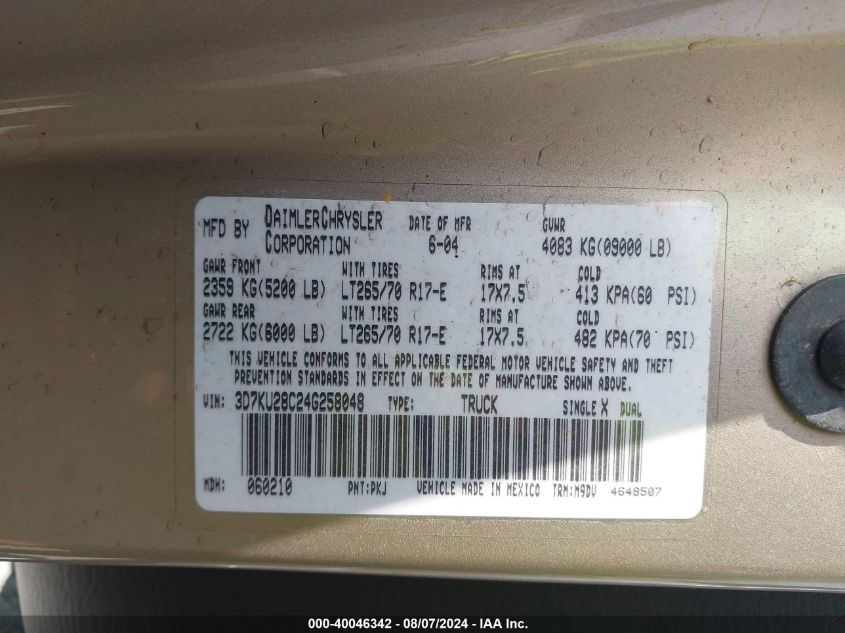 MFD BY DAIMLERCHRYSLER CORPORATION DATE OF MFR 6-04 GVWR 4083 KG(09000 LB)
GAWR FRONT WITH TIRES RIMS AT COLD
2359 KG(5200 LB) LT265/70 R17-E 17X7.5 413 KPA(60 PSI)
GAWR REAR WITH TIRES RIMS AT COLD
2722 KG(6000 LB) LT265/70 R17-E 17X7.5 482 KPA(70 PSI)
THIS VEHICLE CONFORMS TO ALL APPLICABLE FEDERAL MOTOR VEHICLE SAFETY AND THEFT
PREVENTION STANDARDS IN EFFECT ON THE DATE OF MANUFACTURE SHOWN ABOVE.
VIN: 3D7KU28C24G258048 TYPE: TRUCK SINGLE X DUAL
MDH: 060210 PNT:PKJ VEHICLE MADE IN MEXICO TRM:M9DV 4648507
000-40046342 - 08/07/2024 - IAA Inc.